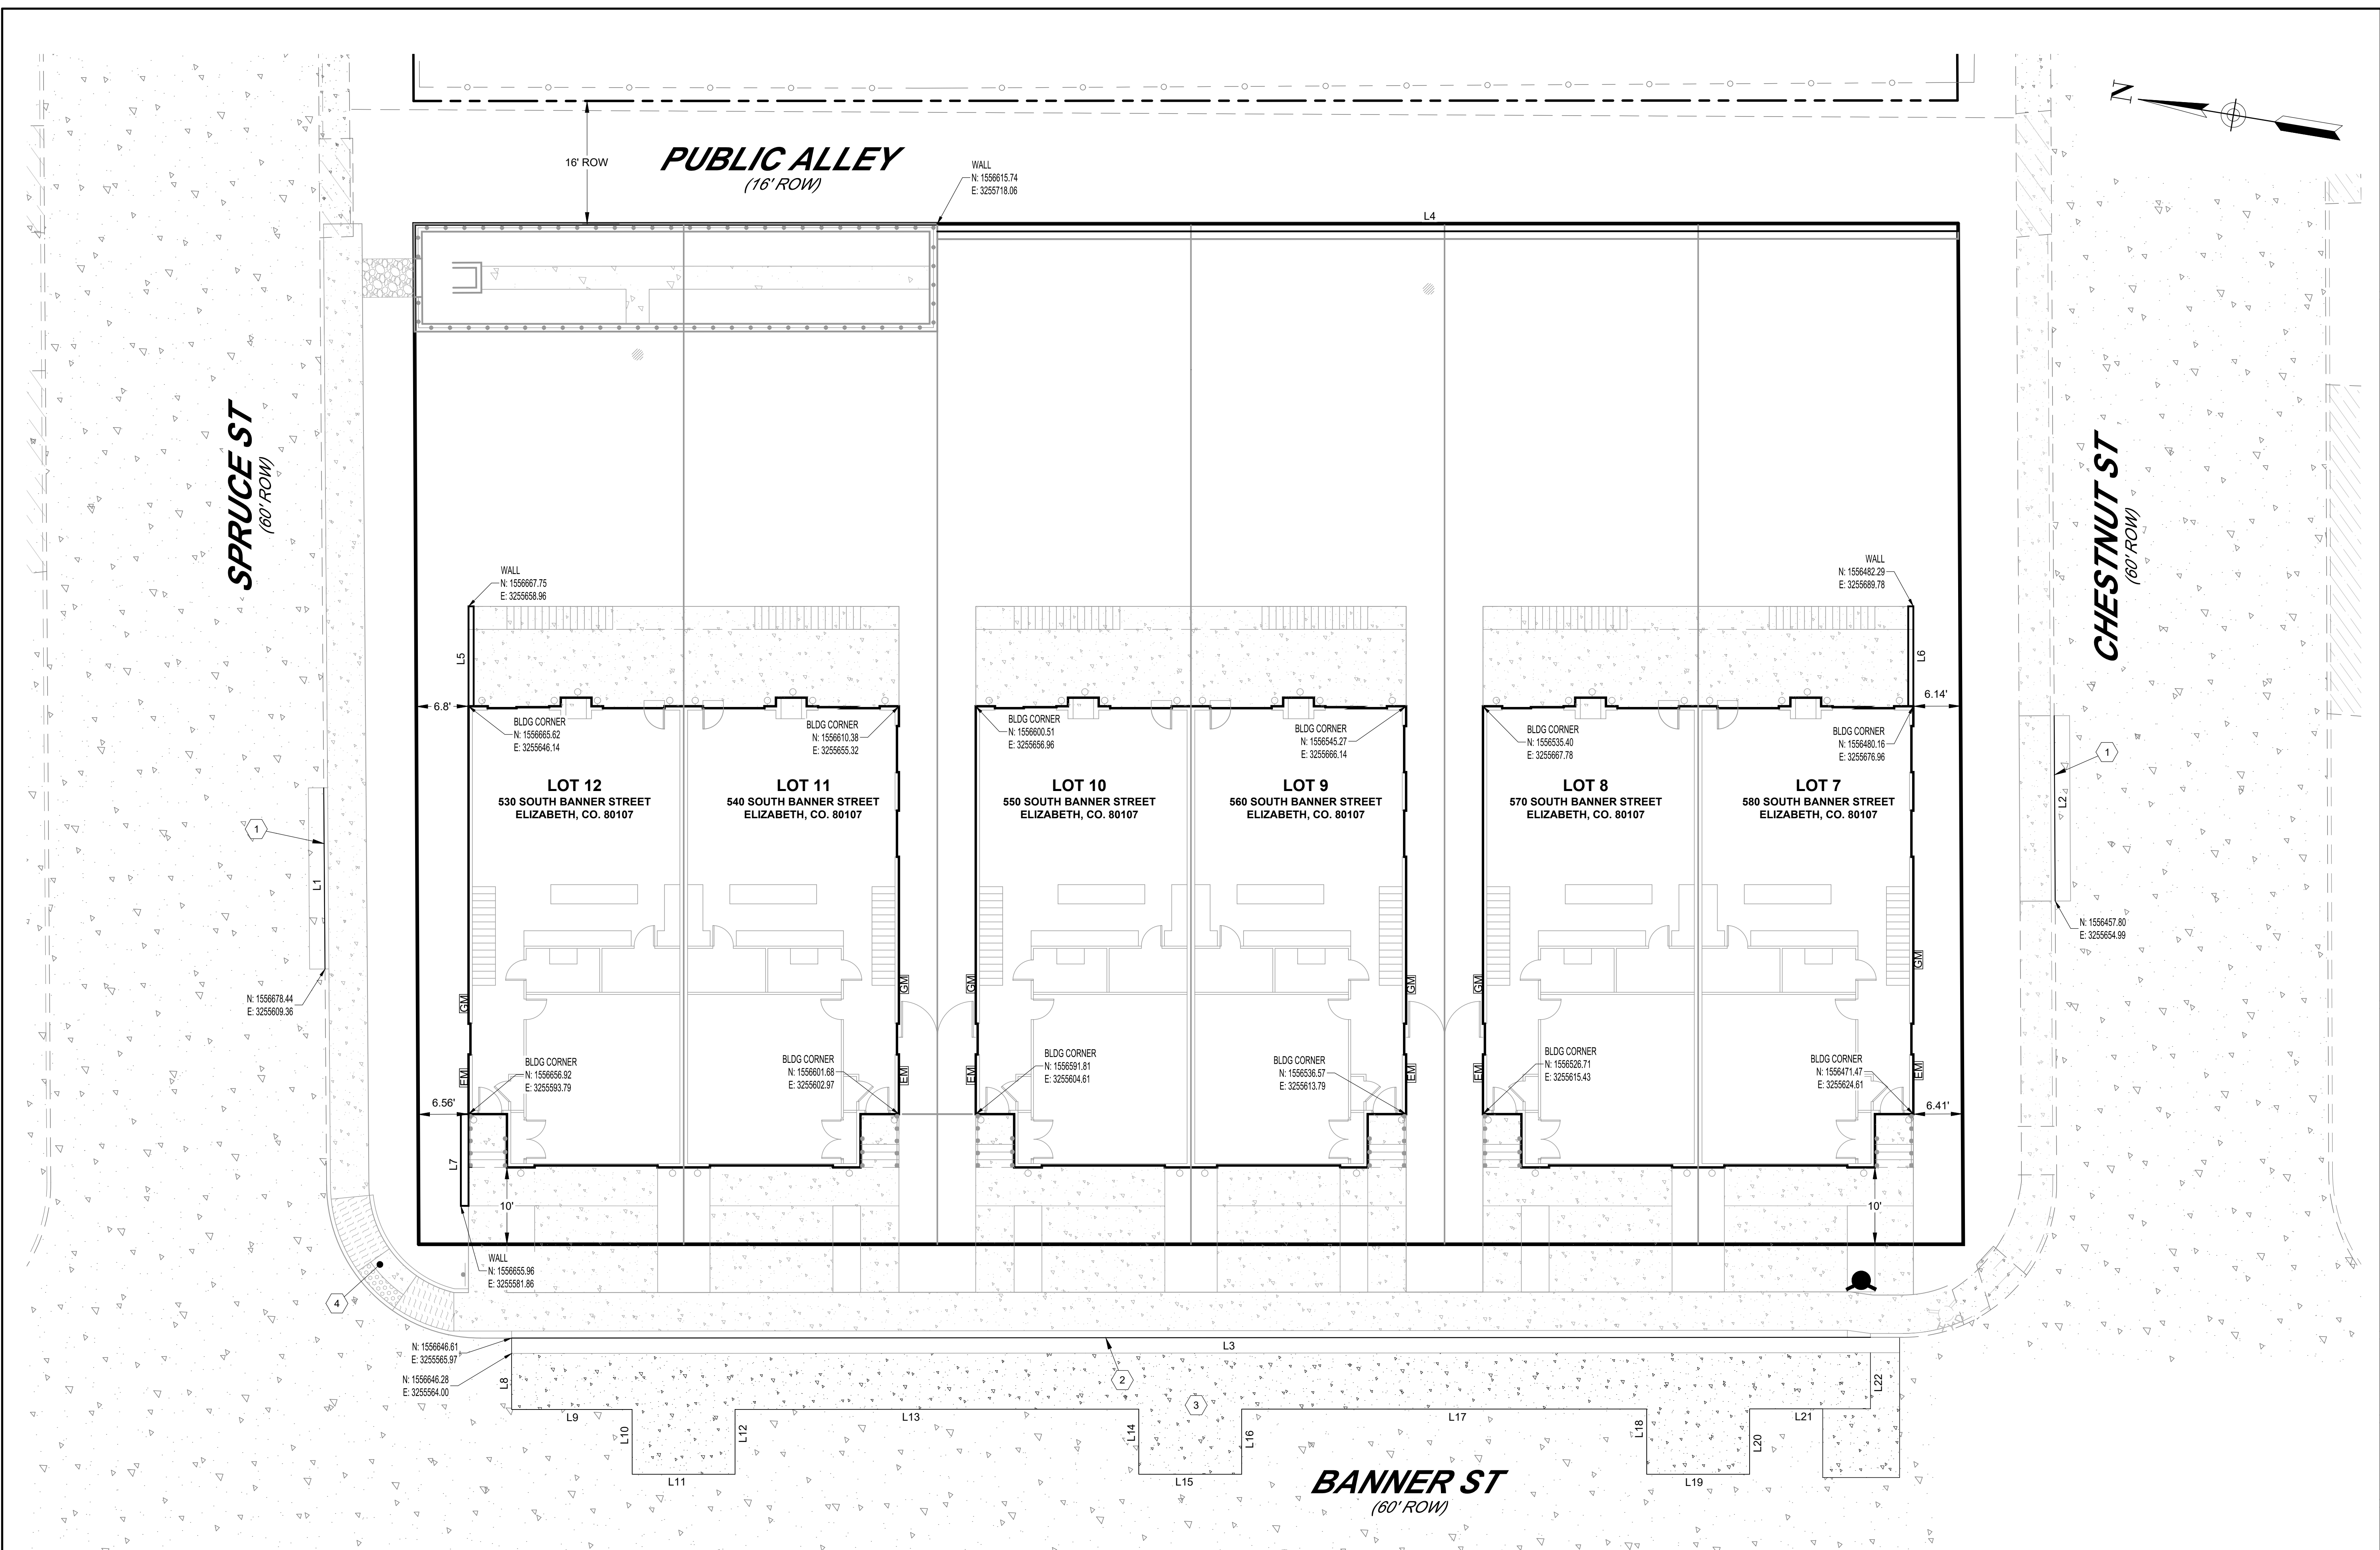 N
16' ROW
PUBLIC ALLEY
(16' ROW)
WALL
N: 1556615.74
E: 3255718.06
L4
SPRUCE ST
(60' ROW)
CHESTNUT ST
(60' ROW)
WALL
N: 1556667.75
E: 3255658.96
WALL
N: 1556482.29
E: 3255689.78
L5
L6
6.8'
6.14'
BLDG CORNER
N: 1556665.62
E: 3255646.14
BLDG CORNER
N: 1556610.38
E: 3255655.32
BLDG CORNER
N: 1556600.51
E: 3255656.96
BLDG CORNER
N: 1556545.27
E: 3255666.14
BLDG CORNER
N: 1556535.40
E: 3255667.78
BLDG CORNER
N: 1556480.16
E: 3255676.96
LOT 12
530 SOUTH BANNER STREET
ELIZABETH, CO. 80107
LOT 11
540 SOUTH BANNER STREET
ELIZABETH, CO. 80107
LOT 10
550 SOUTH BANNER STREET
ELIZABETH, CO. 80107
LOT 9
560 SOUTH BANNER STREET
ELIZABETH, CO. 80107
LOT 8
570 SOUTH BANNER STREET
ELIZABETH, CO. 80107
LOT 7
580 SOUTH BANNER STREET
ELIZABETH, CO. 80107
1
1
L1
L2
N: 1556678.44
E: 3255609.36
N: 1556457.80
E: 3255654.99
GM
GM
GM
GM
GM
GM
EM
EM
EM
EM
EM
EM
BLDG CORNER
N: 1556656.92
E: 3255593.79
BLDG CORNER
N: 1556601.68
E: 3255602.97
BLDG CORNER
N: 1556591.81
E: 3255604.61
BLDG CORNER
N: 1556536.57
E: 3255613.79
BLDG CORNER
N: 1556526.71
E: 3255615.43
BLDG CORNER
N: 1556471.47
E: 3255624.61
6.56'
6.41'
L7
10'
10'
WALL
N: 1556655.96
E: 3255581.86
4
N: 1556646.61
E: 3255565.97
N: 1556646.28
E: 3255564.00
L3
2
3
L8
L9
L10
L11
L12
L13
L14
L15
L16
L17
L18
L19
L20
L21
L22
BANNER ST
(60' ROW)